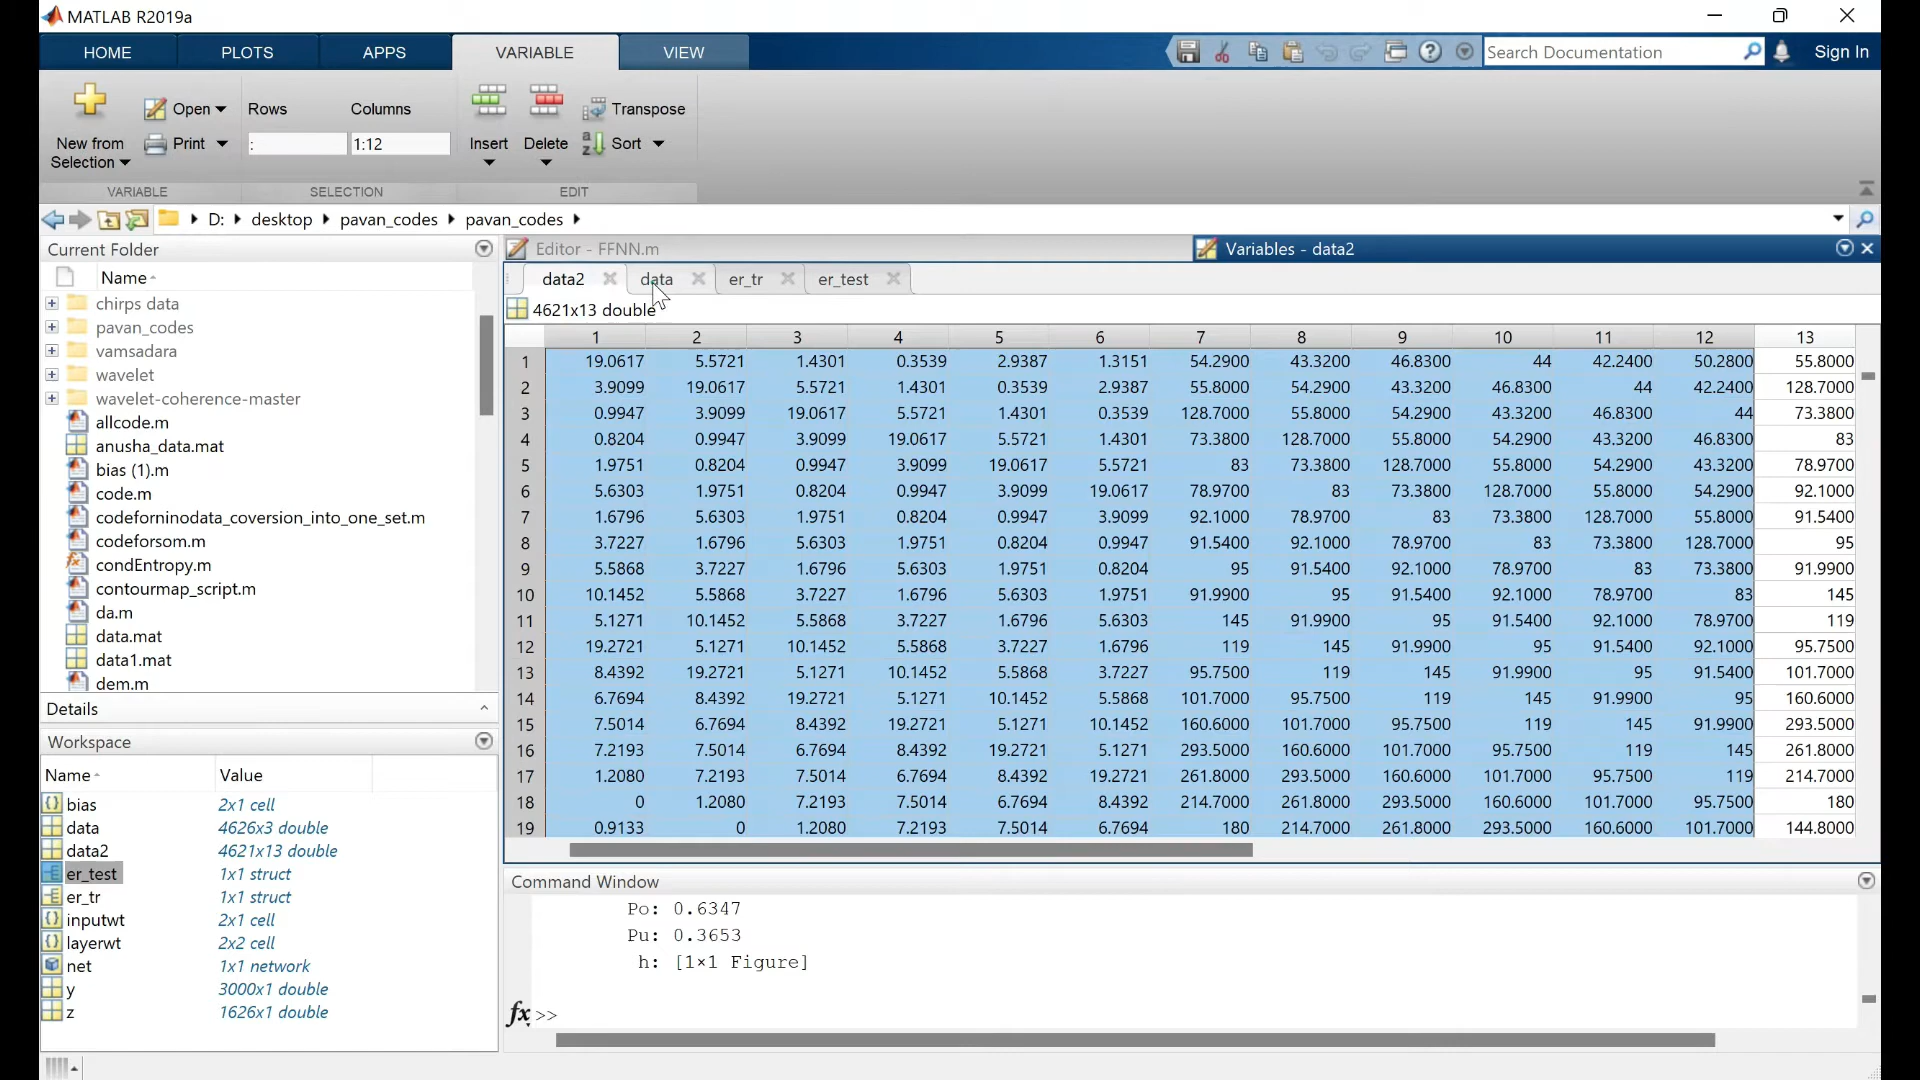 MATLAB R2019a
HOME PLOTS APPS VARIABLE VIEW
Search Documentation Sign In
New from Selection
Open
Print
Rows Columns
: 1:12
Insert Delete Transpose
Sort
VARIABLE SELECTION EDIT
D: desktop pavan_codes pavan_codes
Current Folder
Name
chirps data
pavan_codes
vamsadara
wavelet
wavelet-coherence-master
allcode.m
anusha_data.mat
bias (1).m
code.m
codeforninodata_coversion_into_one_set.m
codeforsom.m
condEntropy.m
contourmap_script.m
da.m
data.mat
data1.mat
dem.m
Details
Workspace
Name Value
bias 2x1 cell
data 4626x3 double
data2 4621x13 double
er_test 1x1 struct
er_tr 1x1 struct
inputwt 2x1 cell
layerwt 2x2 cell
net 1x1 network
y 3000x1 double
z 1626x1 double
Editor - FFNN.m
Variables - data2
data2 data er_tr er_test
4621x13 double
1 2 3 4 5 6 7 8 9 10 11 12 13
1 19.0617 5.5721 1.4301 0.3539 2.9387 1.3151 54.2900 43.3200 46.8300 44 42.2400 50.2800 55.8000
2 3.9099 19.0617 5.5721 1.4301 0.3539 2.9387 55.8000 54.2900 43.3200 46.8300 44 42.2400 128.7000
3 0.9947 3.9099 19.0617 5.5721 1.4301 0.3539 128.7000 55.8000 54.2900 43.3200 46.8300 44 73.3800
4 0.8204 0.9947 3.9099 19.0617 5.5721 1.4301 73.3800 128.7000 55.8000 54.2900 43.3200 46.8300 83
5 1.9751 0.8204 0.9947 3.9099 19.0617 5.5721 83 73.3800 128.7000 55.8000 54.2900 43.3200 78.9700
6 5.6303 1.9751 0.8204 0.9947 3.9099 19.0617 78.9700 83 73.3800 128.7000 55.8000 54.2900 92.1000
7 1.6796 5.6303 1.9751 0.8204 0.9947 3.9099 92.1000 78.9700 83 73.3800 128.7000 55.8000 91.5400
8 3.7227 1.6796 5.6303 1.9751 0.8204 0.9947 91.5400 92.1000 78.9700 83 73.3800 128.7000 95
9 5.5868 3.7227 1.6796 5.6303 1.9751 0.8204 95 91.5400 92.1000 78.9700 83 73.3800 91.9900
10 10.1452 5.5868 3.7227 1.6796 5.6303 1.9751 91.9900 95 91.5400 92.1000 78.9700 83 145
11 5.1271 10.1452 5.5868 3.7227 1.6796 5.6303 145 91.9900 95 91.5400 92.1000 78.9700 119
12 19.2721 5.1271 10.1452 5.5868 3.7227 1.6796 119 145 91.9900 95 91.5400 92.1000 95.7500
13 8.4392 19.2721 5.1271 10.1452 5.5868 3.7227 95.7500 119 145 91.9900 95 91.5400 101.7000
14 6.7694 8.4392 19.2721 5.1271 10.1452 5.5868 101.7000 95.7500 119 145 91.9900 95 160.6000
15 7.5014 6.7694 8.4392 19.2721 5.1271 10.1452 160.6000 101.7000 95.7500 119 145 91.9900 293.5000
16 7.2193 7.5014 6.7694 8.4392 19.2721 5.1271 293.5000 160.6000 101.7000 95.7500 119 145 261.8000
17 1.2080 7.2193 7.5014 6.7694 8.4392 19.2721 261.8000 293.5000 160.6000 101.7000 95.7500 119 214.7000
18 0 1.2080 7.2193 7.5014 6.7694 8.4392 214.7000 261.8000 293.5000 160.6000 101.7000 95.7500 180
19 0.9133 0 1.2080 7.2193 7.5014 6.7694 180 214.7000 261.8000 293.5000 160.6000 101.7000 144.8000
Command Window
Po: 0.6347
Pu: 0.3653
h: [1×1 Figure]
fx >>